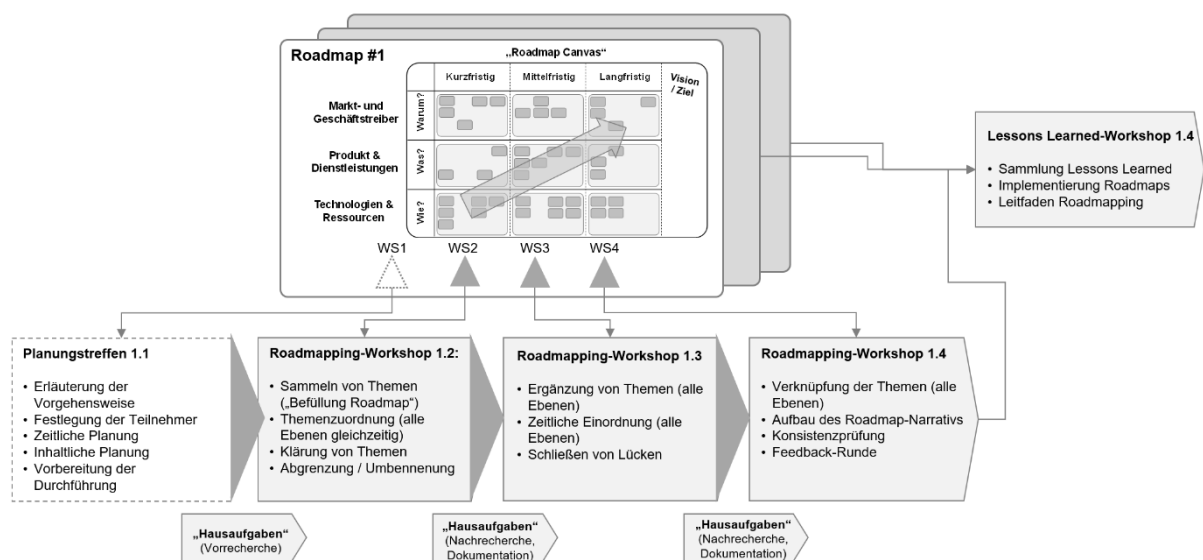 Roadmap #1
„Roadmap Canvas“
Kurzfristig
Mittelfristig
Langfristig
Vision
/ Ziel
Markt- und
Geschäftstreiber
Warum?
Produkt &
Dienstleistungen
Was?
Technologien &
Ressourcen
Wie?
WS1
WS2
WS3
WS4
Lessons Learned-Workshop 1.4
• Sammlung Lessons Learned
• Implementierung Roadmaps
• Leitfaden Roadmapping
Planungstreffen 1.1
• Erläuterung der
Vorgehensweise
• Festlegung der Teilnehmer
• Zeitliche Planung
• Inhaltliche Planung
• Vorbereitung der
Durchführung
Roadmapping-Workshop 1.2:
• Sammeln von Themen
(„Befüllung Roadmap“)
• Themenzuordnung (alle
Ebenen gleichzeitig)
• Klärung von Themen
• Abgrenzung / Umbennenung
Roadmapping-Workshop 1.3
• Ergänzung von Themen (alle
Ebenen)
• Zeitliche Einordnung (alle
Ebenen)
• Schließen von Lücken
Roadmapping-Workshop 1.4
• Verknüpfung der Themen (alle
Ebenen)
• Aufbau des Roadmap-Narrativs
• Konsistenzprüfung
• Feedback-Runde
„Hausaufgaben“
(Vorrecherche)
„Hausaufgaben“
(Nachrecherche,
Dokumentation)
„Hausaufgaben“
(Nachrecherche,
Dokumentation)